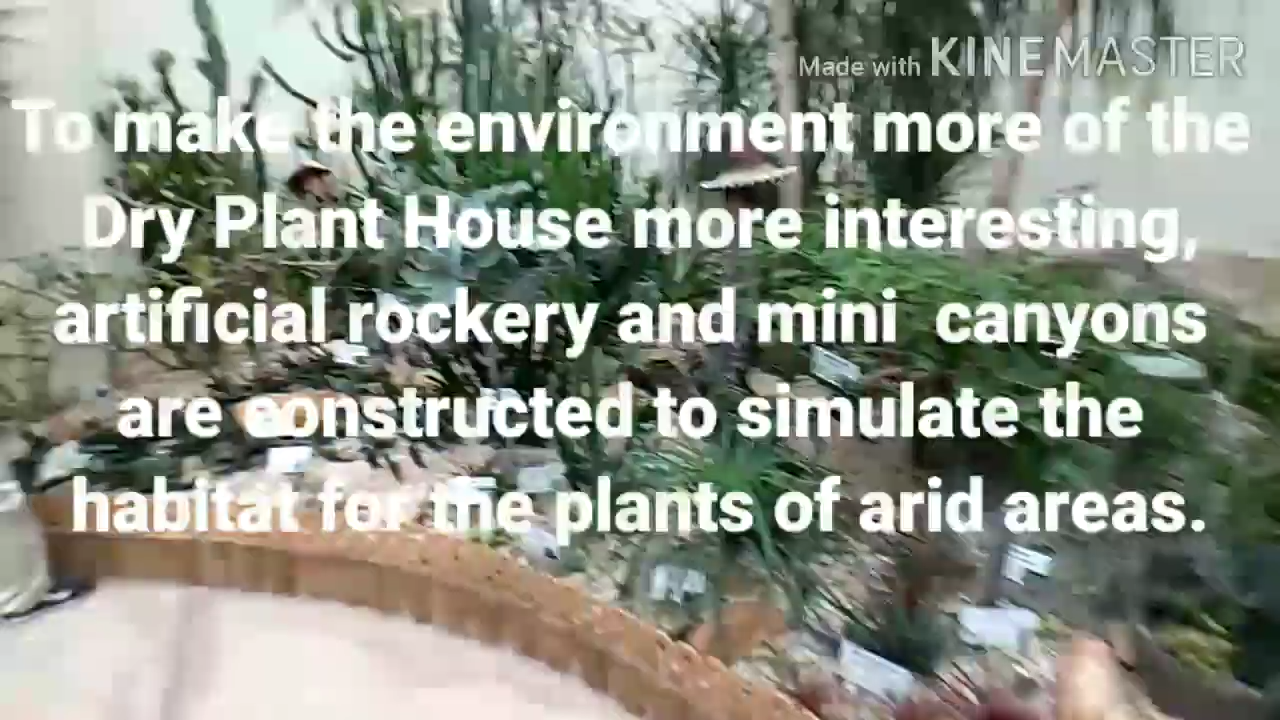 Made with KINEMASTER
To make the environment more of the
Dry Plant House more interesting,
artificial rockery and mini canyons
are constructed to simulate the
habitat for the plants of arid areas.